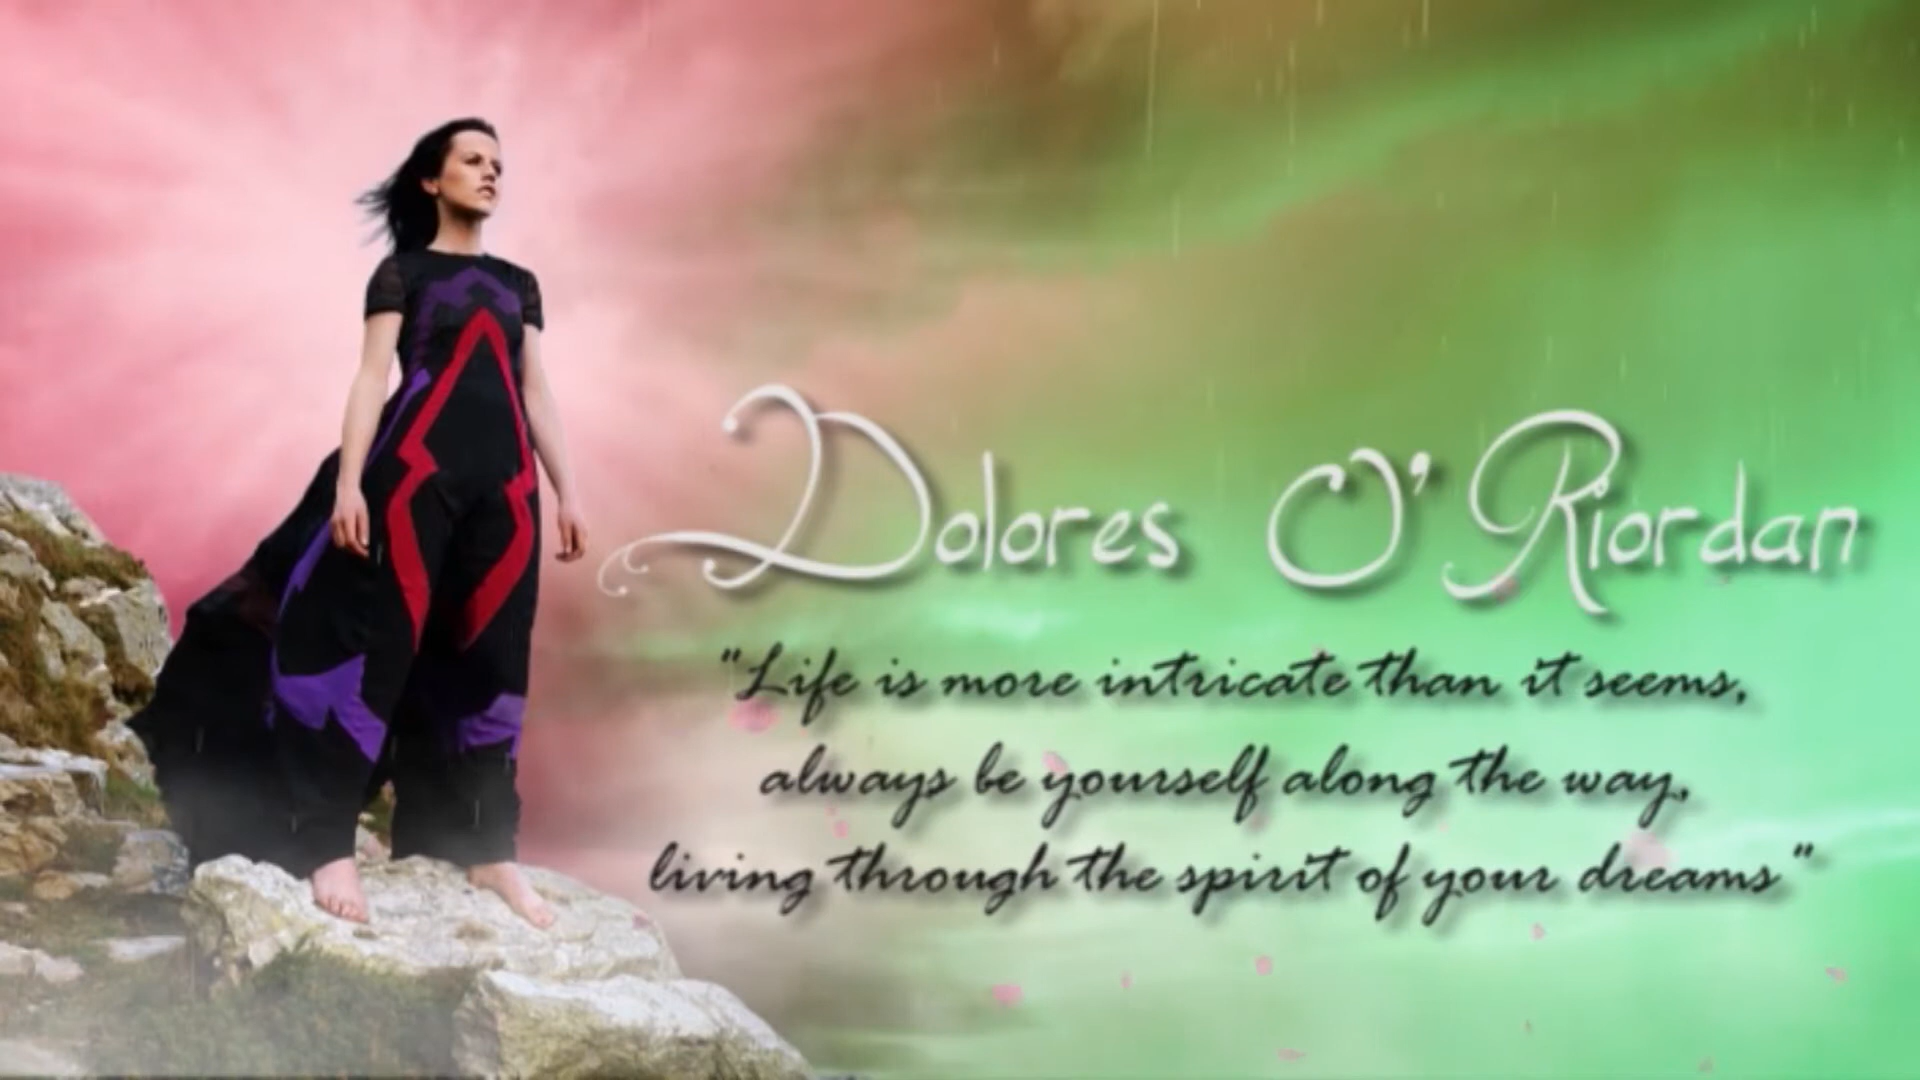 Dolores O'Riordan
"Life is more intricate than it seems,
always be yourself along the way,
living through the spirit of your dreams"